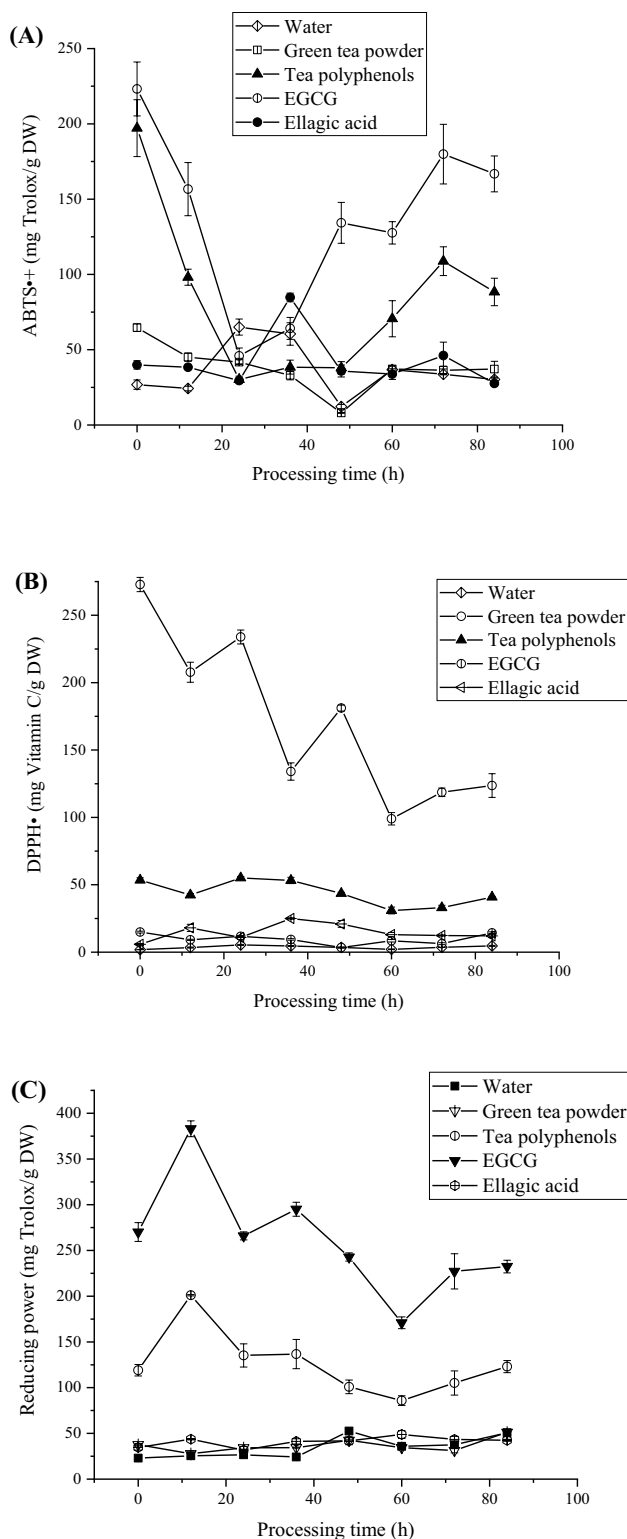 (A)
Water
Green tea powder
Tea polyphenols
EGCG
Ellagic acid
250
200
150
100
50
0
ABTS•+ (mg Trolox/g DW)
0 20 40 60 80 100
Processing time (h)
(B)
Water
Green tea powder
Tea polyphenols
EGCG
Ellagic acid
250
200
150
100
50
0
DPPH• (mg Vitamin C/g DW)
0 20 40 60 80 100
Processing time (h)
(C)
Water
Green tea powder
Tea polyphenols
EGCG
Ellagic acid
400
350
300
250
200
150
100
50
0
Reducing power (mg Trolox/g DW)
0 20 40 60 80 100
Processing time (h)